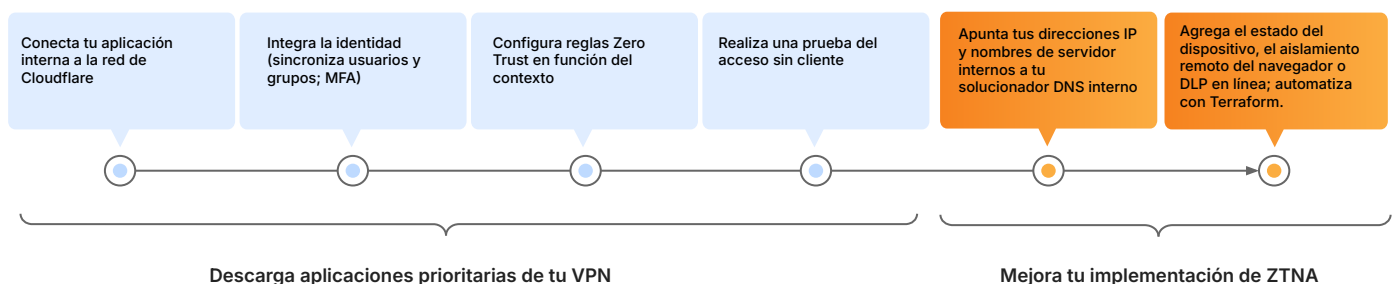 Conecta tu aplicación
interna a la red de
Cloudflare
Integra la identidad
(sincroniza usuarios y
grupos; MFA)
Configura reglas Zero
Trust en función del
contexto
Realiza una prueba del
acceso sin cliente
Apunta tus direcciones IP
y nombres de servidor
internos a tu
solucionador DNS interno
Agrega el estado del
dispositivo, el aislamiento
remoto del navegador o
DLP en línea; automatiza
con Terraform.
Descarga aplicaciones prioritarias de tu VPN
Mejora tu implementación de ZTNA